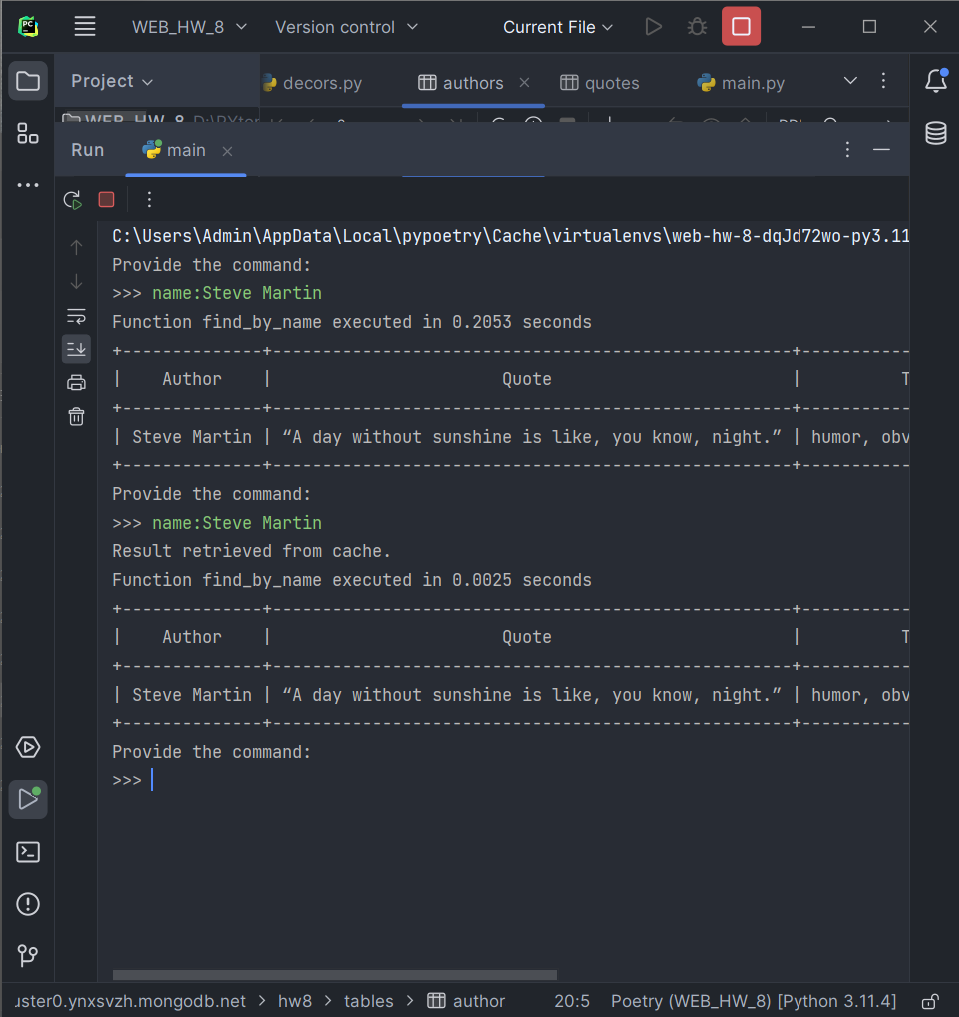 WEB_HW_8 Version control Current File
Project decors.py authors quotes main.py
WEB_HW_8
Run main
C:\Users\Admin\AppData\Local\pypoetry\Cache\virtualenvs\web-hw-8-dqJd72wo-py3.11
Provide the command:
>>> name:Steve Martin
Function find_by_name executed in 0.2053 seconds
+--------------+----------------------------------------------------+-----------
| Author | Quote | T
+--------------+----------------------------------------------------+-----------
| Steve Martin | “A day without sunshine is like, you know, night.” | humor, obv
+--------------+----------------------------------------------------+-----------
Provide the command:
>>> name:Steve Martin
Result retrieved from cache.
Function find_by_name executed in 0.0025 seconds
+--------------+----------------------------------------------------+-----------
| Author | Quote | T
+--------------+----------------------------------------------------+-----------
| Steve Martin | “A day without sunshine is like, you know, night.” | humor, obv
+--------------+----------------------------------------------------+-----------
Provide the command:
>>>
uster0.ynxsvzh.mongodb.net > hw8 > tables > author 20:5 Poetry (WEB_HW_8) [Python 3.11.4]